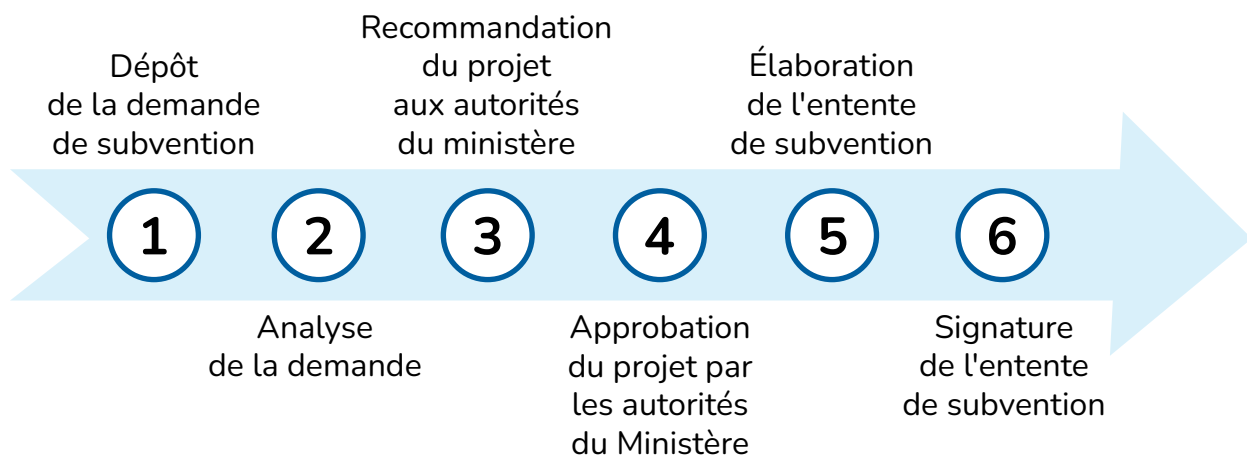 Dépôt
de la demande
de subvention
Recommandation
du projet
aux autorités
du ministère
Élaboration
de l'entente
de subvention
1
2
3
4
5
6
Analyse
de la demande
Approbation
du projet par
les autorités
du Ministère
Signature
de l'entente
de subvention